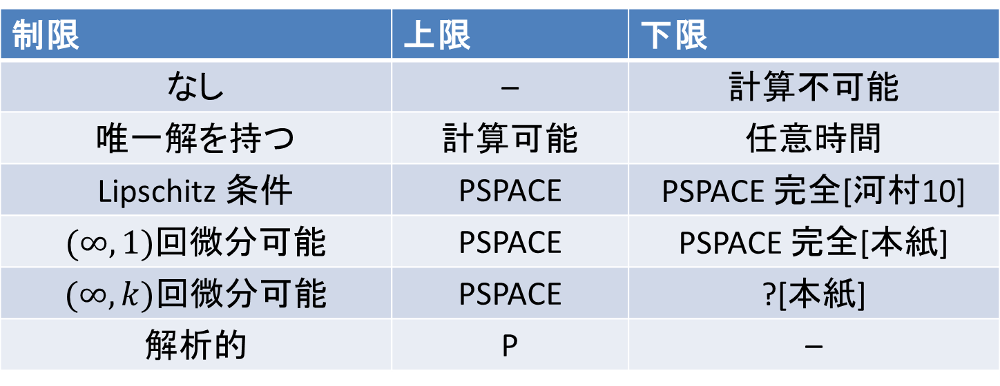 制限 上限 下限
なし – 計算不可能
唯一解を持つ 計算可能 任意時間
Lipschitz 条件 PSPACE PSPACE 完全[河村10]
(∞, 1)回微分可能 PSPACE PSPACE 完全[本紙]
(∞, k)回微分可能 PSPACE ?[本紙]
解析的 P –